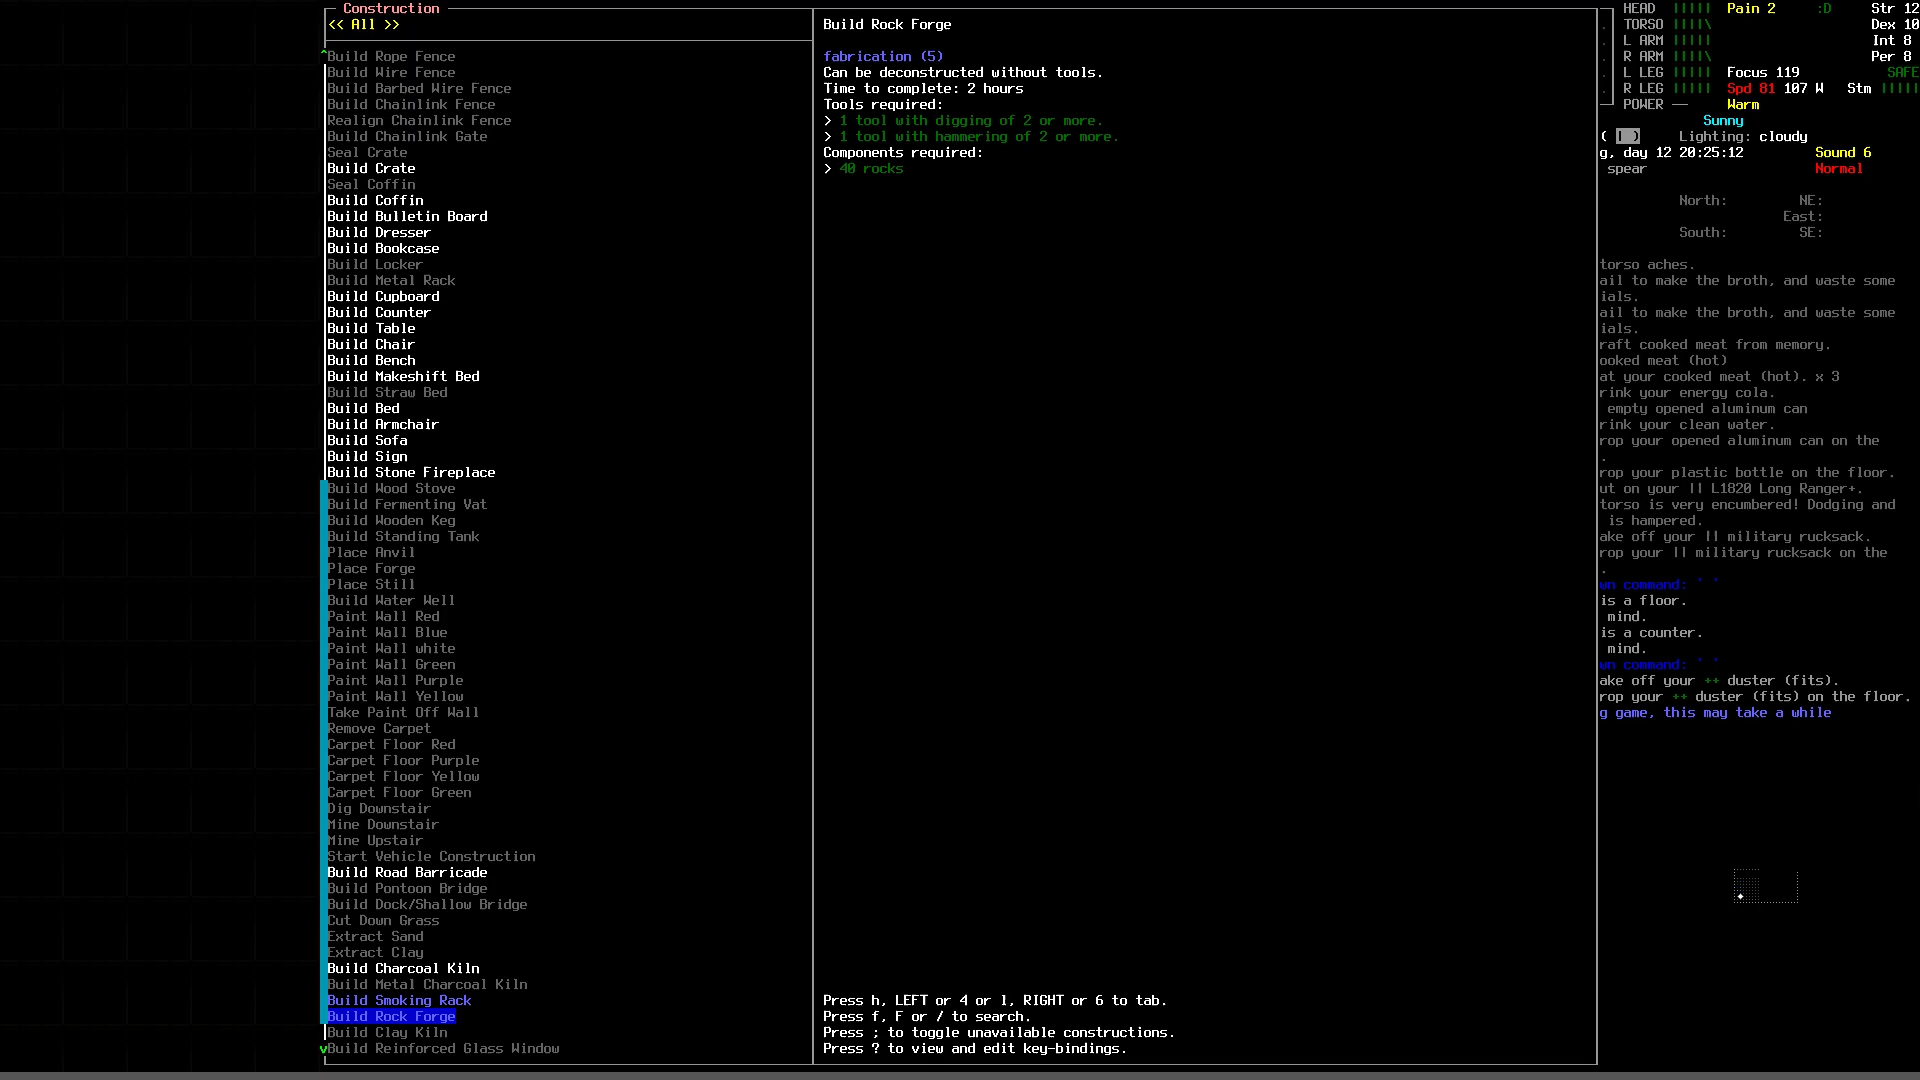 Construction
<< All >>
^Build Rope Fence
Build Wire Fence
Build Barbed Wire Fence
Build Chainlink Fence
Realign Chainlink Fence
Build Chainlink Gate
Seal Crate
Build Crate
Seal Coffin
Build Coffin
Build Bulletin Board
Build Dresser
Build Bookcase
Build Locker
Build Metal Rack
Build Cupboard
Build Counter
Build Table
Build Chair
Build Bench
Build Makeshift Bed
Build Straw Bed
Build Bed
Build Armchair
Build Sofa
Build Sign
Build Stone Fireplace
Build Wood Stove
Build Fermenting Vat
Build Wooden Keg
Build Standing Tank
Place Anvil
Place Forge
Place Still
Build Water Well
Paint Wall Red
Paint Wall Blue
Paint Wall white
Paint Wall Green
Paint Wall Purple
Paint Wall Yellow
Take Paint Off Wall
Remove Carpet
Carpet Floor Red
Carpet Floor Purple
Carpet Floor Yellow
Carpet Floor Green
Dig Downstair
Mine Downstair
Mine Upstair
Start Vehicle Construction
Build Road Barricade
Build Pontoon Bridge
Build Dock/Shallow Bridge
Cut Down Grass
Extract Sand
Extract Clay
Build Charcoal Kiln
Build Metal Charcoal Kiln
Build Smoking Rack
Build Rock Forge
Build Clay Kiln
vBuild Reinforced Glass Window
Build Rock Forge
fabrication (5)
Can be deconstructed without tools.
Time to complete: 2 hours
Tools required:
> 1 tool with digging of 2 or more.
> 1 tool with hammering of 2 or more.
Components required:
> 40 rocks
Press h, LEFT or 4 or l, RIGHT or 6 to tab.
Press f, F or / to search.
Press ; to toggle unavailable constructions.
Press ? to view and edit key-bindings.
HEAD ||||| Pain 2 :D Str 12
TORSO ||||\ Dex 10
L ARM ||||| Int 8
R ARM ||||\ Per 8
L LEG ||||| Focus 119 SAFE
R LEG ||||| Spd 81 107 W Stm |||||
POWER — Warm
Sunny
( | ) Lighting: cloudy
g, day 12 20:25:12 Sound 6
spear Normal
North: NE:
East:
South: SE:
torso aches.
ail to make the broth, and waste some
ials.
ail to make the broth, and waste some
ials.
raft cooked meat from memory.
ooked meat (hot)
at your cooked meat (hot). x 3
rink your energy cola.
empty opened aluminum can
rink your clean water.
rop your opened aluminum can on the
.
rop your plastic bottle on the floor.
ut on your || L1820 Long Ranger+.
torso is very encumbered! Dodging and
is hampered.
ake off your || military rucksack.
rop your || military rucksack on the
.
wn command: ' '
is a floor.
mind.
is a counter.
mind.
wn command: ' '
ake off your ++ duster (fits).
rop your ++ duster (fits) on the floor.
g game, this may take a while